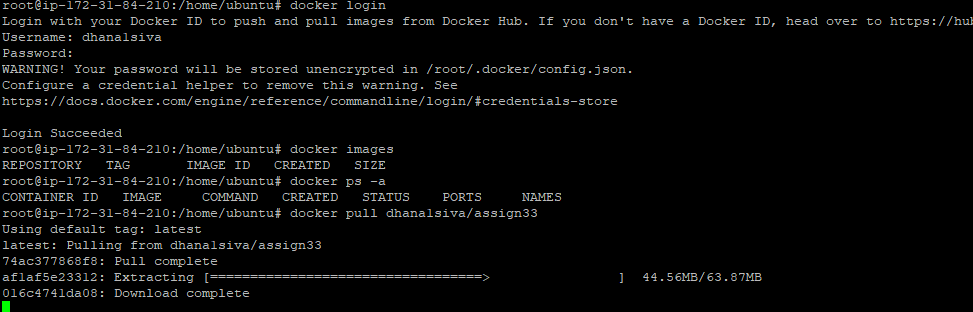 root@ip-172-31-84-210:/home/ubuntu# docker login
Login with your Docker ID to push and pull images from Docker Hub. If you don't have a Docker ID, head over to https://hub
Username: dhanalsiva
Password:
WARNING! Your password will be stored unencrypted in /root/.docker/config.json.
Configure a credential helper to remove this warning. See
https://docs.docker.com/engine/reference/commandline/login/#credentials-store
Login Succeeded
root@ip-172-31-84-210:/home/ubuntu# docker images
REPOSITORY   TAG       IMAGE ID   CREATED   SIZE
root@ip-172-31-84-210:/home/ubuntu# docker ps -a
CONTAINER ID   IMAGE     COMMAND   CREATED   STATUS    PORTS     NAMES
root@ip-172-31-84-210:/home/ubuntu# docker pull dhanalsiva/assign33
Using default tag: latest
latest: Pulling from dhanalsiva/assign33
74ac377868f8: Pull complete
af1af5e23312: Extracting [==================================>                ]  44.56MB/63.87MB
016c4741da08: Download complete